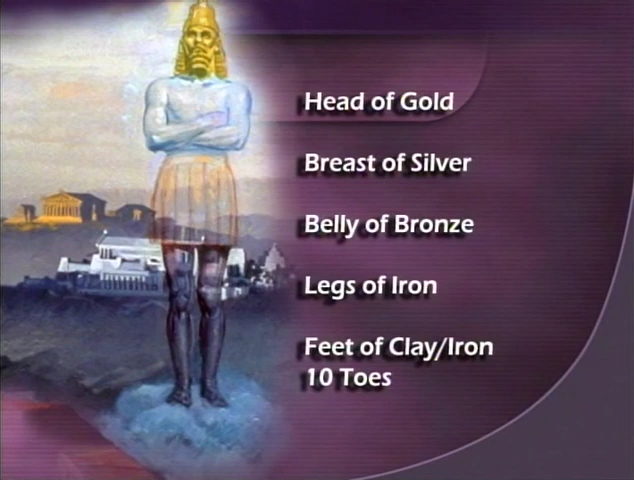 Head of Gold
Breast of Silver
Belly of Bronze
Legs of Iron
Feet of Clay/Iron
10 Toes